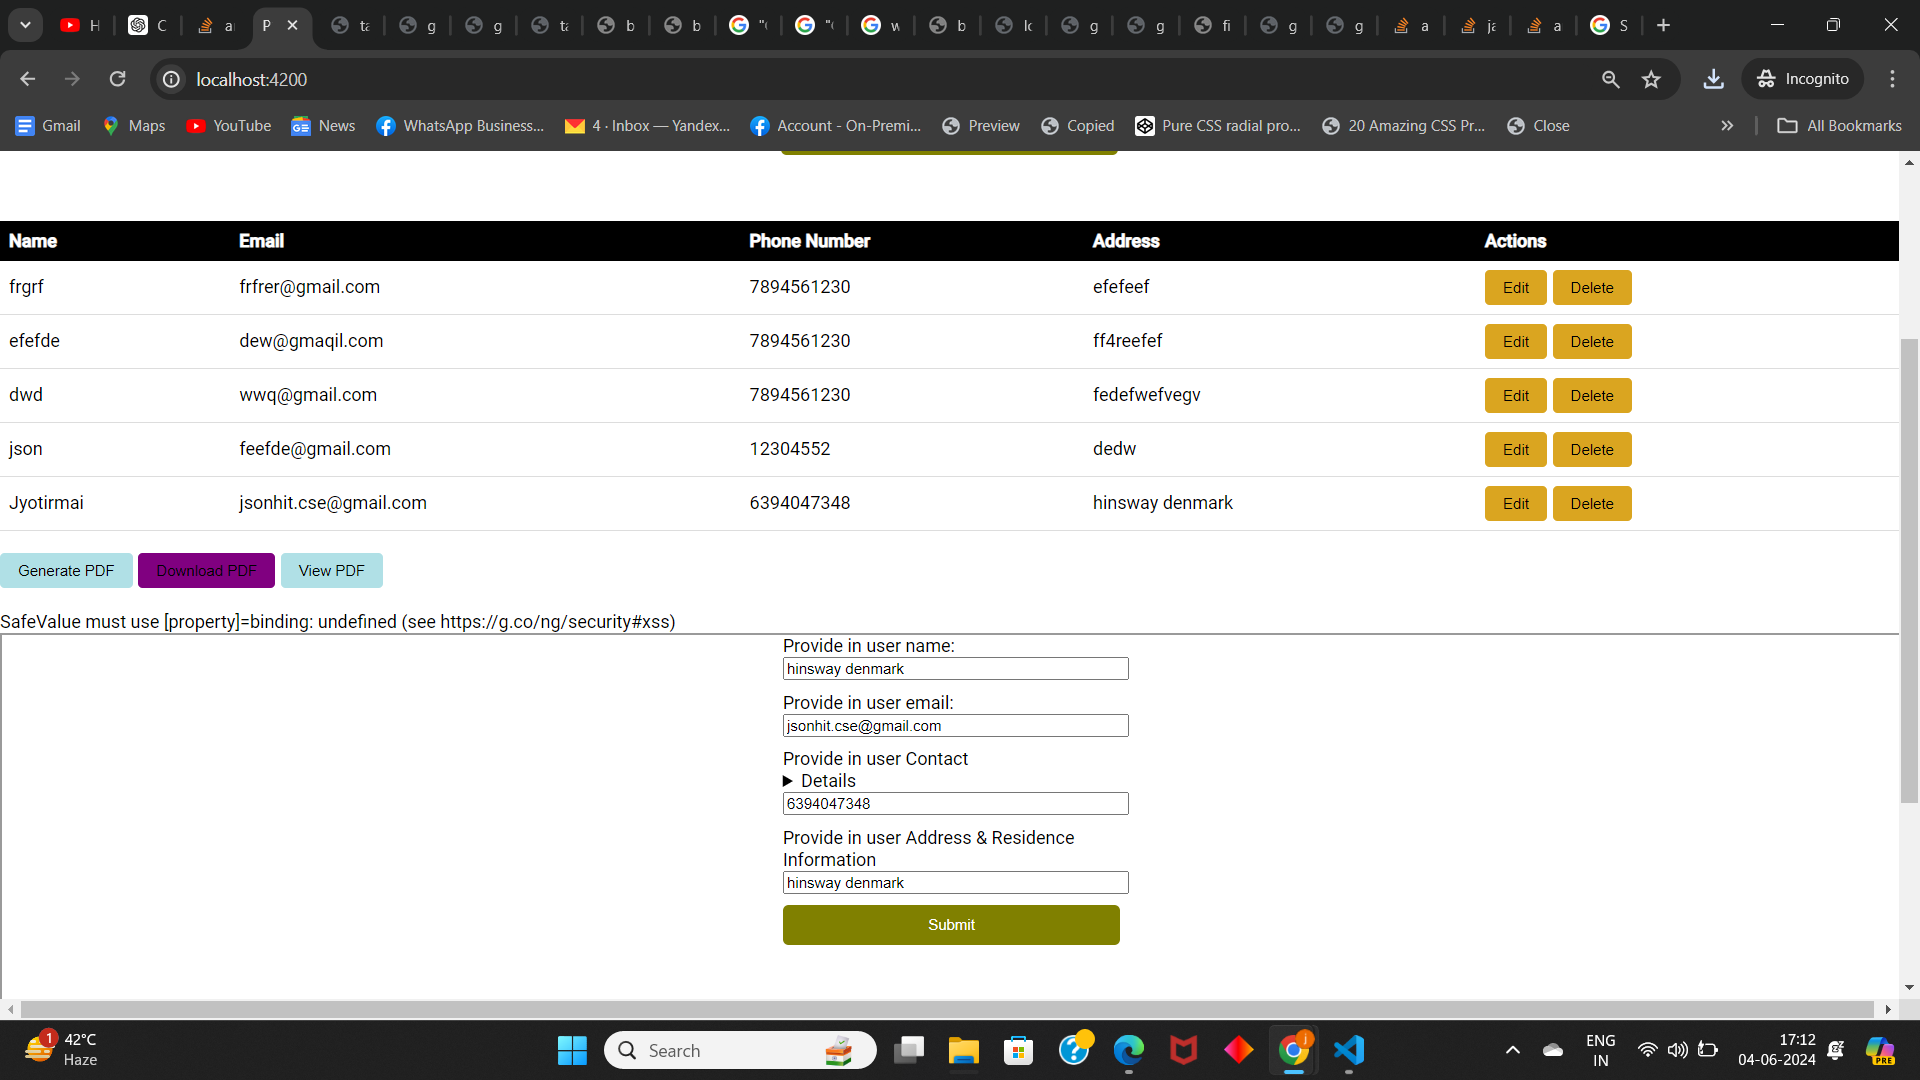 H
C
a
P
ta
g
g
ta
b
b
"(
"(
w
b
lo
g
g
fi
g
g
a
ja
a
S
localhost:4200
Incognito
Gmail Maps YouTube News WhatsApp Business... 4 · Inbox — Yandex... Account - On-Premi... Preview Copied Pure CSS radial pro... 20 Amazing CSS Pr... Close » All Bookmarks
Name Email Phone Number Address Actions
frgrf frfrer@gmail.com 7894561230 efefeef Edit Delete
efefde dew@gmaqil.com 7894561230 ff4reefef Edit Delete
dwd wwq@gmail.com 7894561230 fedefwefvegv Edit Delete
json feefde@gmail.com 12304552 dedw Edit Delete
Jyotirmai jsonhit.cse@gmail.com 6394047348 hinsway denmark Edit Delete
Generate PDF Download PDF View PDF
SafeValue must use [property]=binding: undefined (see https://g.co/ng/security#xss)
Provide in user name:
hinsway denmark
Provide in user email:
jsonhit.cse@gmail.com
Provide in user Contact
Details
6394047348
Provide in user Address & Residence
Information
hinsway denmark
Submit
1
42°C
Haze
Search
J
ENG
IN
17:12
04-06-2024
PRE